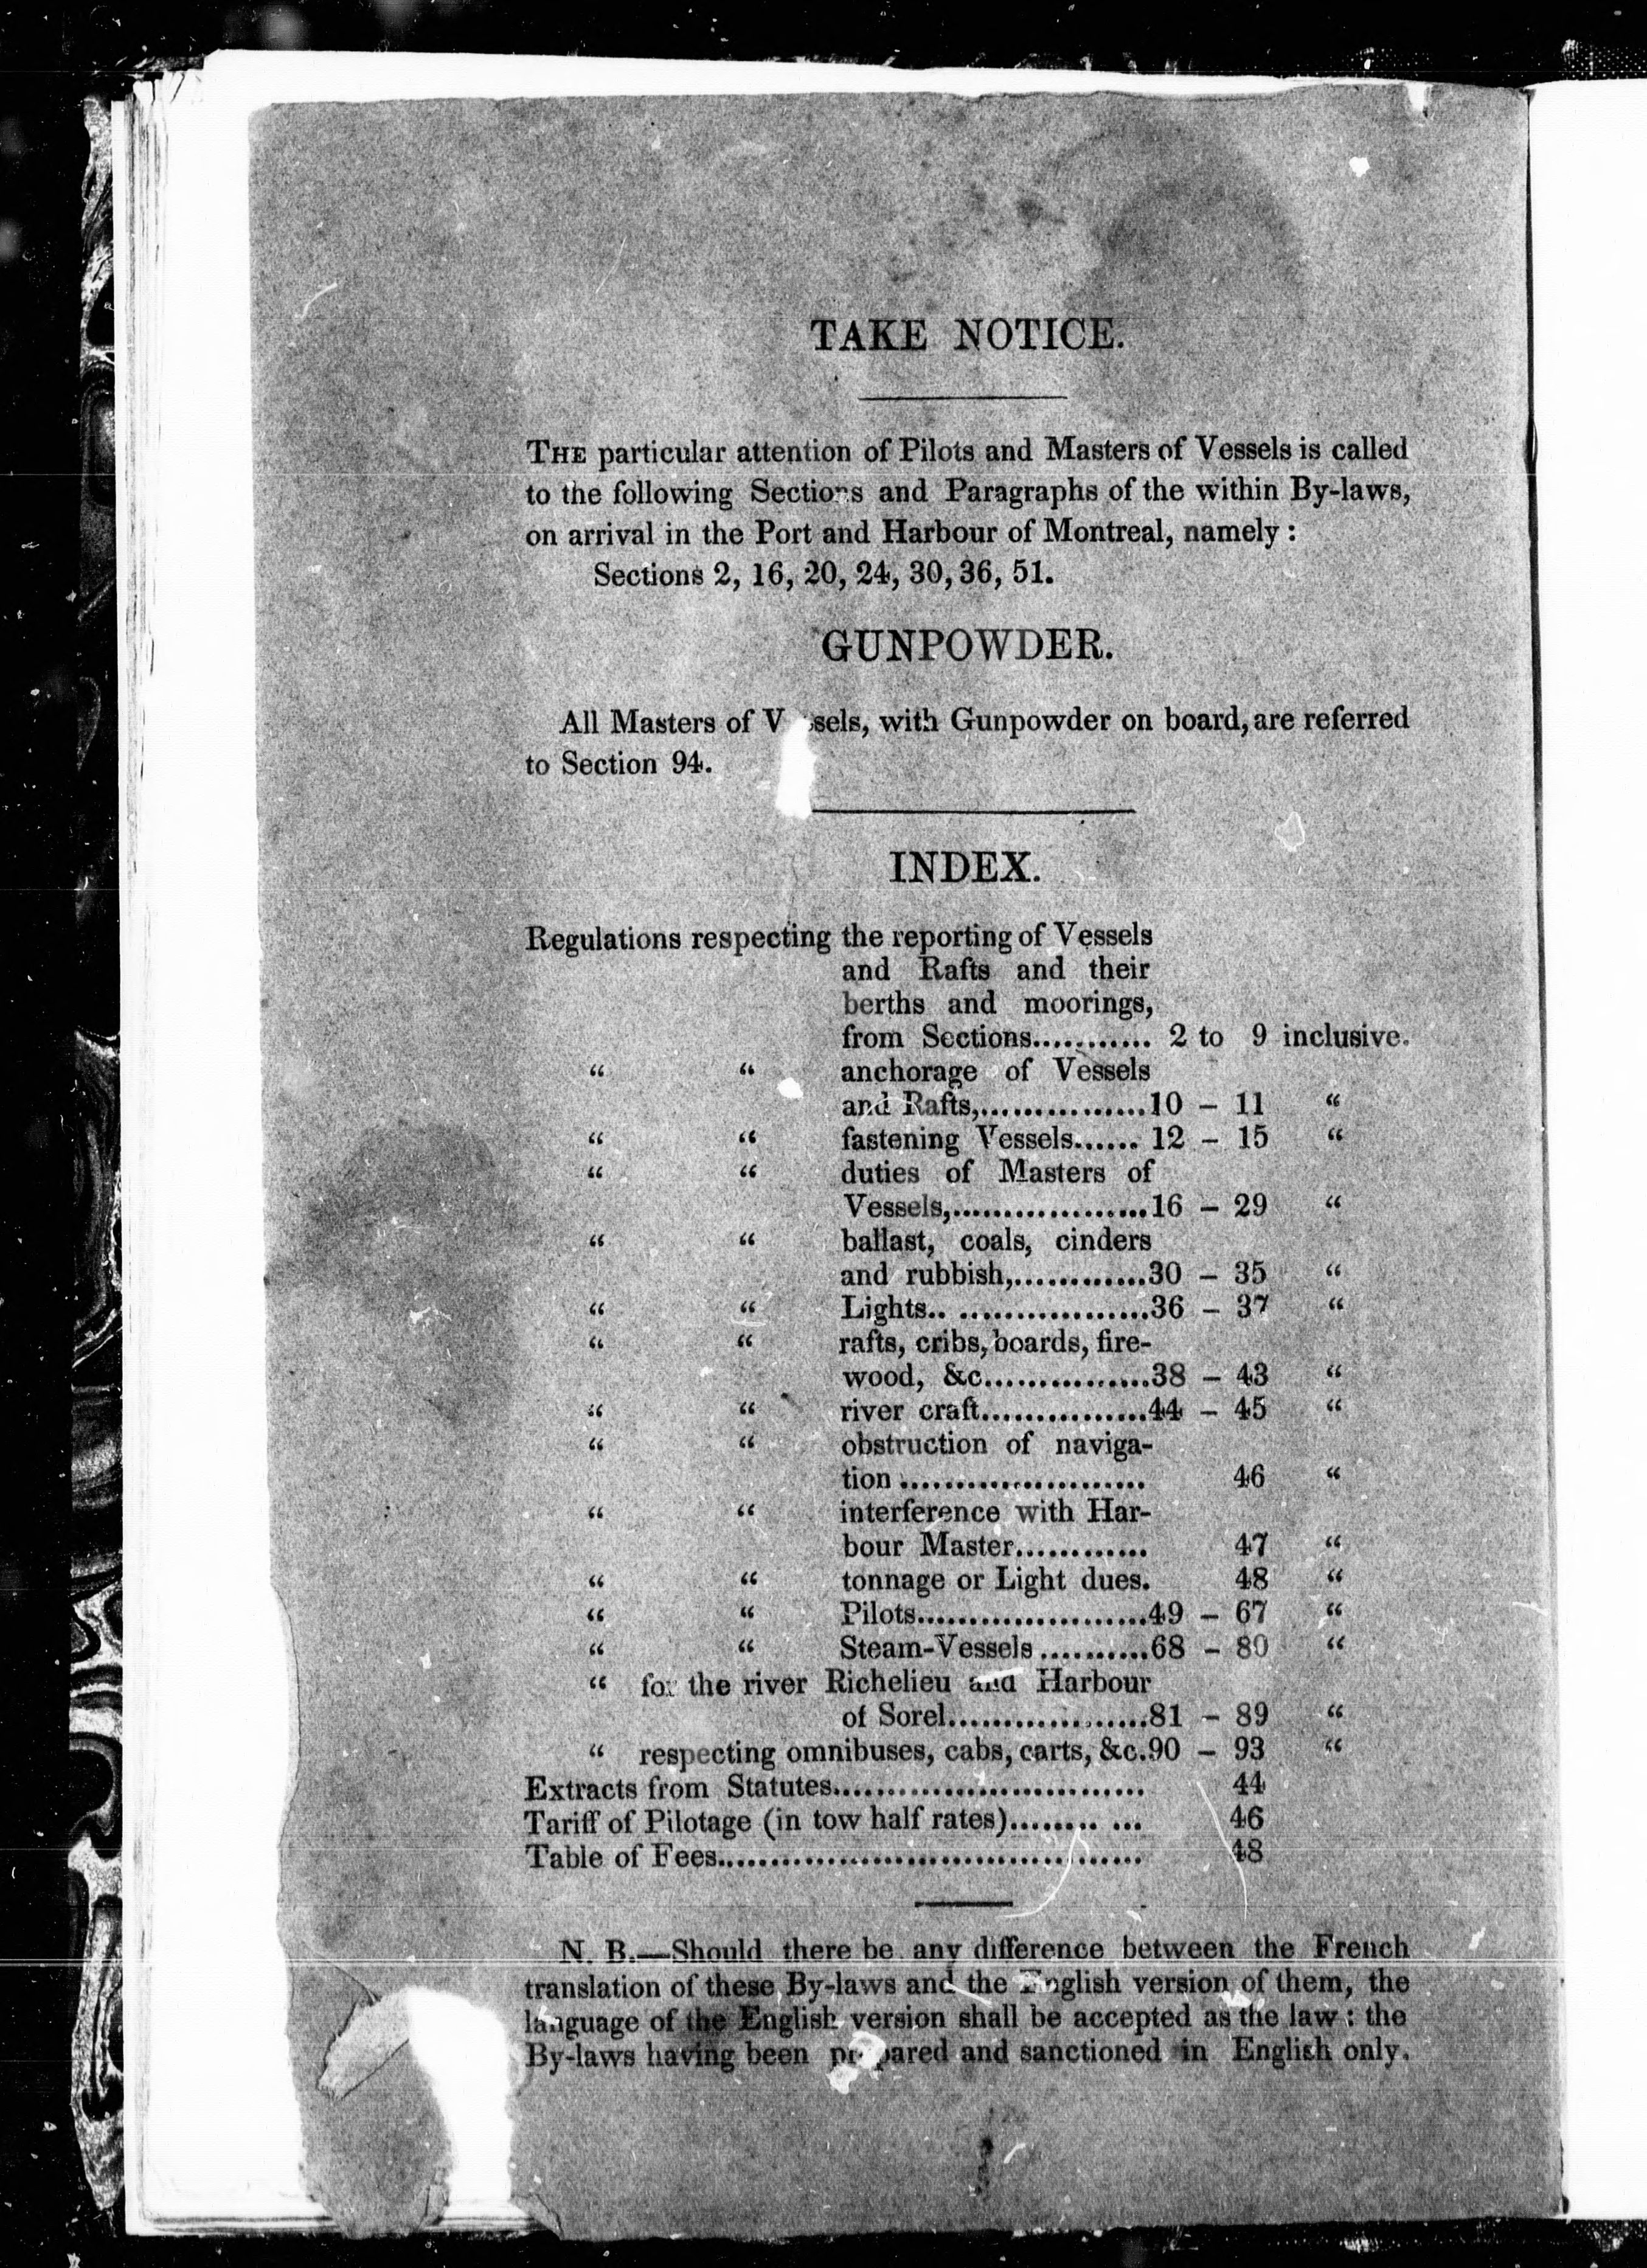 TAKE NOTICE.
THE particular attention of Pilots and Masters of Vessels is called
to the following Sections and Paragraphs of the within By-laws,
on arrival in the Port and Harbour of Montreal, namely :
Sections 2, 16, 20, 24, 30, 36, 51.
GUNPOWDER.
All Masters of V sels, with Gunpowder on board, are referred
to Section 94.
INDEX.
Regulations respecting the reporting of Vessels
and Rafts and their
berths and moorings,
from Sections........... 2 to 9 inclusive.
“ “ anchorage of Vessels
and Rafts,................10 – 11 “
“ “ fastening Vessels...... 12 – 15 “
“ “ duties of Masters of
Vessels,...................16 – 29 “
“ “ ballast, coals, cinders
and rubbish,.............30 – 35 “
“ “ Lights.. ..................36 – 37 “
“ “ rafts, cribs, boards, fire-
wood, &c................38 – 43 “
“ “ river craft................44 – 45 “
“ “ obstruction of naviga-
tion ....................... 46 “
“ “ interference with Har-
bour Master............. 47 “
“ “ tonnage or Light dues. 48 “
“ “ Pilots......................49 – 67 “
“ “ Steam-Vessels ..........68 – 80 “
“ for the river Richelieu and Harbour
of Sorel...................81 – 89 “
“ respecting omnibuses, cabs, carts, &c.90 – 93 “
Extracts from Statutes............................. 44
Tariff of Pilotage (in tow half rates)........ ... 46
Table of Fees........................................ 48
N. B.—Should there be any difference between the French
translation of these By-laws and the English version of them, the
language of the English version shall be accepted as the law : the
By-laws having been prepared and sanctioned in English only.